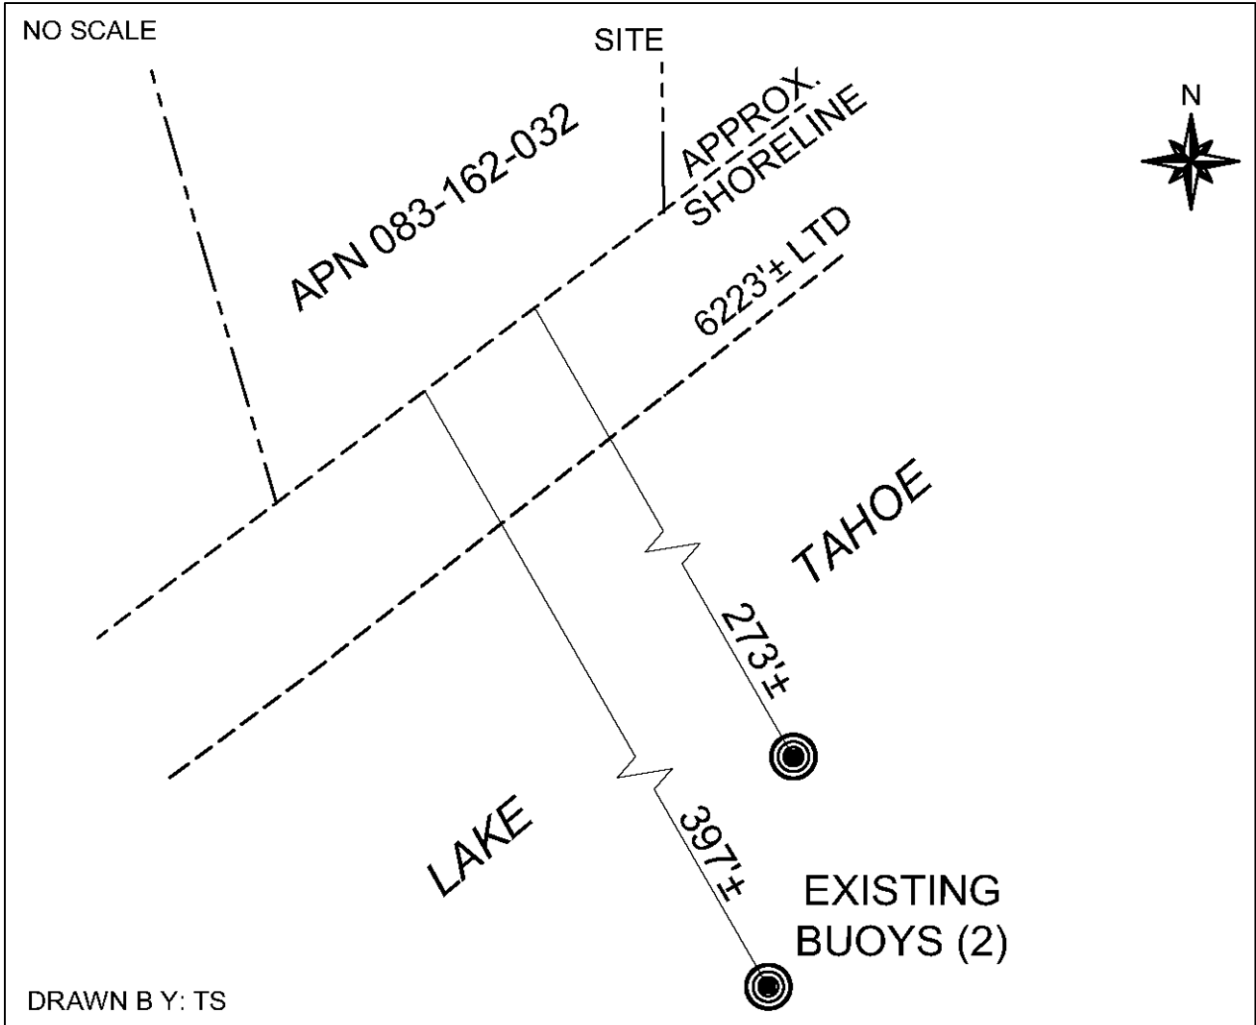 NO SCALE
SITE
N
APPROX.
SHORELINE
APN 083-162-032
6223'± LTD
TAHOE
273'±
LAKE
397'±
EXISTING
BUOYS (2)
DRAWN B Y: TS